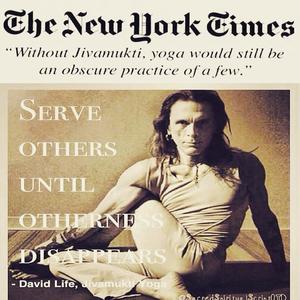 The New York Times
“Without Jivamukti, yoga would still be
an obscure practice of a few.”
SERVE
OTHERS
UNTIL
OTHERNESS
DISAPPEARS
- David Life, Jivamukti Yoga